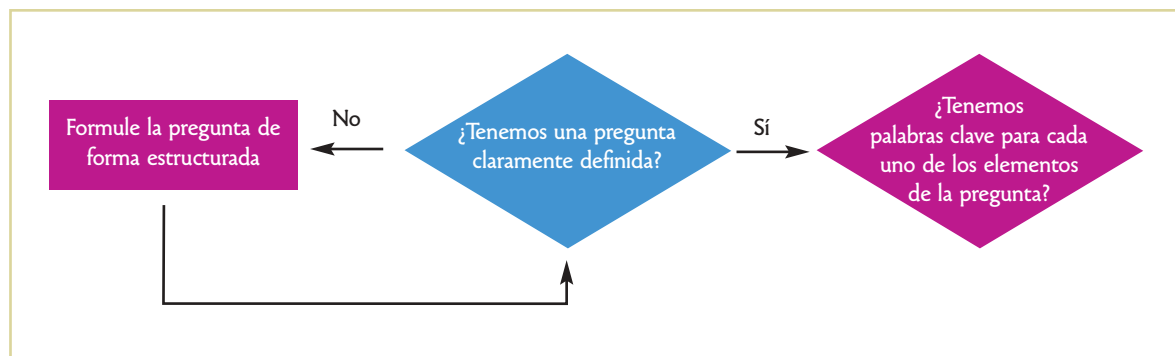 Formule la pregunta de
forma estructurada
No
¿Tenemos una pregunta
claramente definida?
Sí
¿Tenemos
palabras clave para cada
uno de los elementos
de la pregunta?